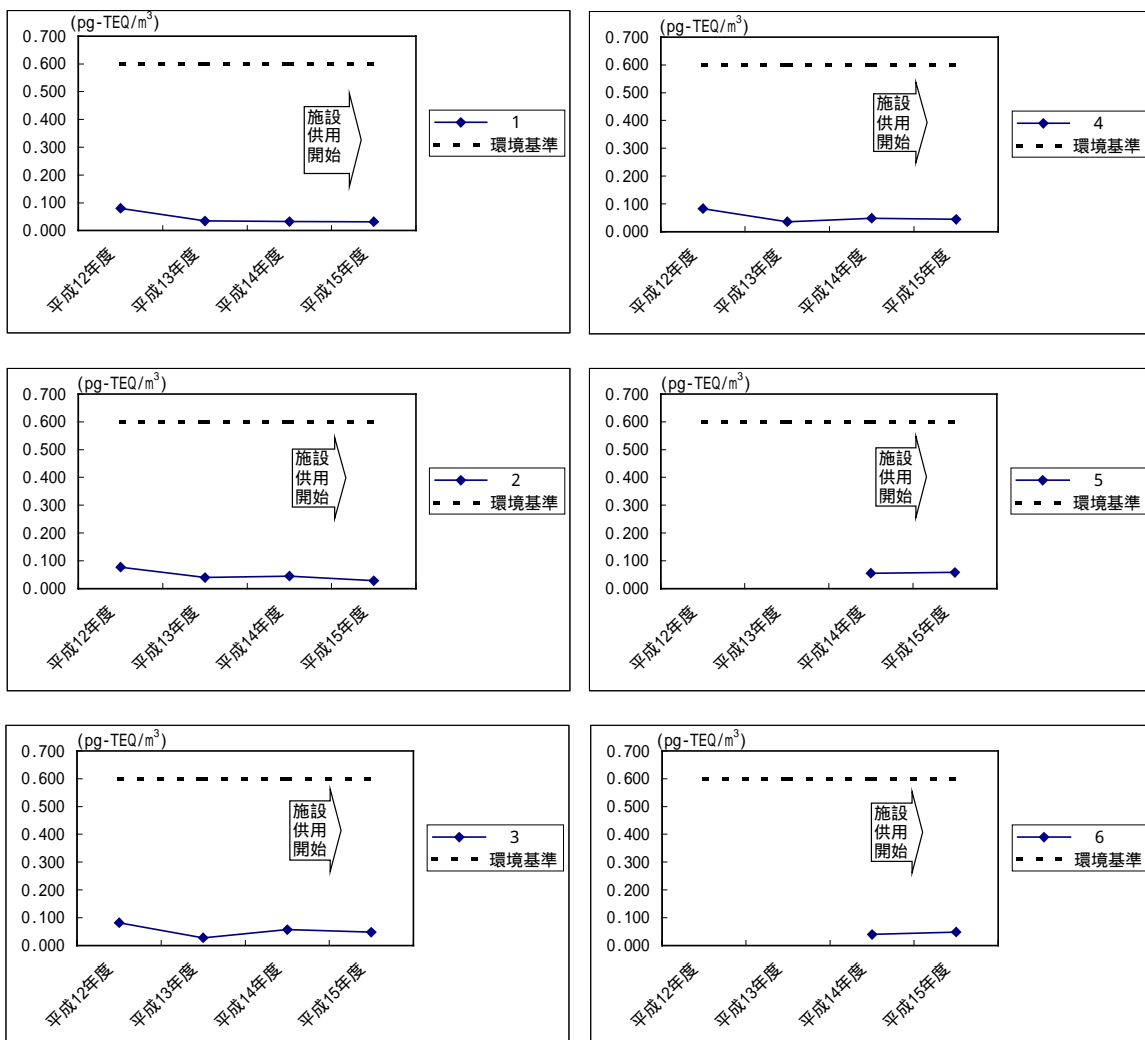 (pg-TEQ/m³)
0.700
0.600
0.500
0.400
0.300
0.200
0.100
0.000
施設
供用
開始
1
環境基準
平成12年度
平成13年度
平成14年度
平成15年度
(pg-TEQ/m³)
0.700
0.600
0.500
0.400
0.300
0.200
0.100
0.000
施設
供用
開始
4
環境基準
平成12年度
平成13年度
平成14年度
平成15年度
(pg-TEQ/m³)
0.700
0.600
0.500
0.400
0.300
0.200
0.100
0.000
施設
供用
開始
2
環境基準
平成12年度
平成13年度
平成14年度
平成15年度
(pg-TEQ/m³)
0.700
0.600
0.500
0.400
0.300
0.200
0.100
0.000
施設
供用
開始
5
環境基準
平成12年度
平成13年度
平成14年度
平成15年度
(pg-TEQ/m³)
0.700
0.600
0.500
0.400
0.300
0.200
0.100
0.000
施設
供用
開始
3
環境基準
平成12年度
平成13年度
平成14年度
平成15年度
(pg-TEQ/m³)
0.700
0.600
0.500
0.400
0.300
0.200
0.100
0.000
施設
供用
開始
6
環境基準
平成12年度
平成13年度
平成14年度
平成15年度